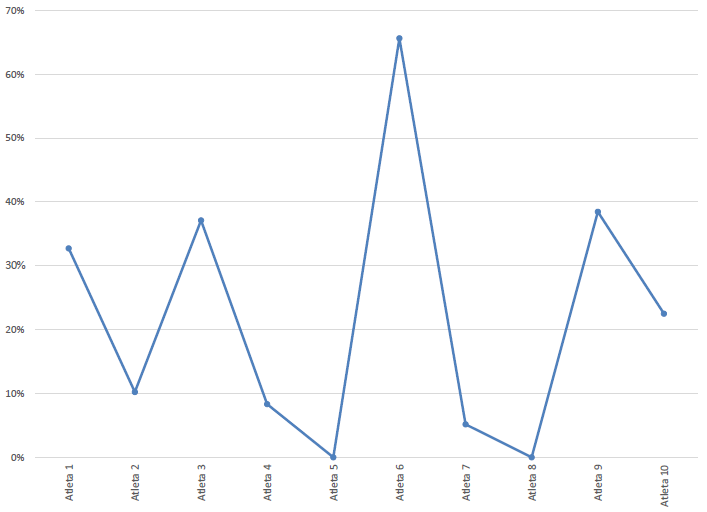 70%
60%
50%
40%
30%
20%
10%
0%
Atleta 1
Atleta 2
Atleta 3
Atleta 4
Atleta 5
Atleta 6
Atleta 7
Atleta 8
Atleta 9
Atleta 10